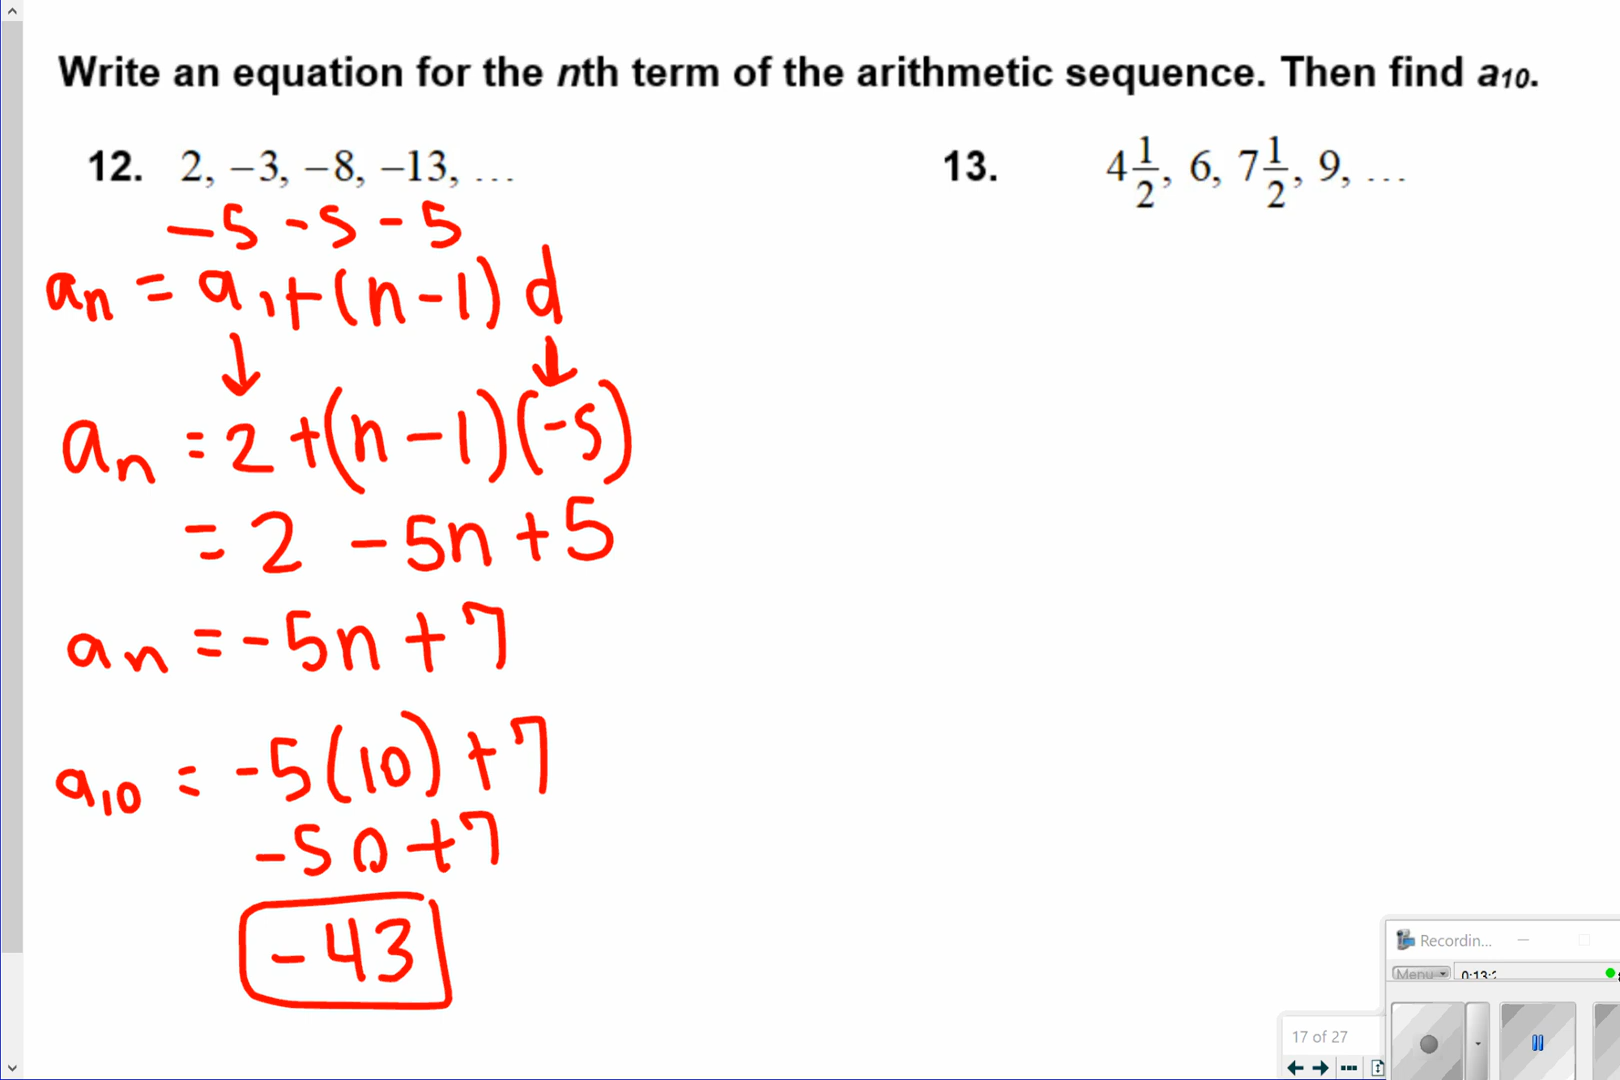 Write an equation for the nth term of the arithmetic sequence. Then find a₁₀.
12. 2, −3, −8, −13, …
-5 -5 -5
aₙ = a₁+(n-1)d
aₙ = 2+(n-1)(-5)
= 2 -5n+5
aₙ = -5n+7
a₁₀ = -5(10)+7
-50+7
-43
13. 4 1/2, 6, 7 1/2, 9, …
Recordin...
Menu
17 of 27